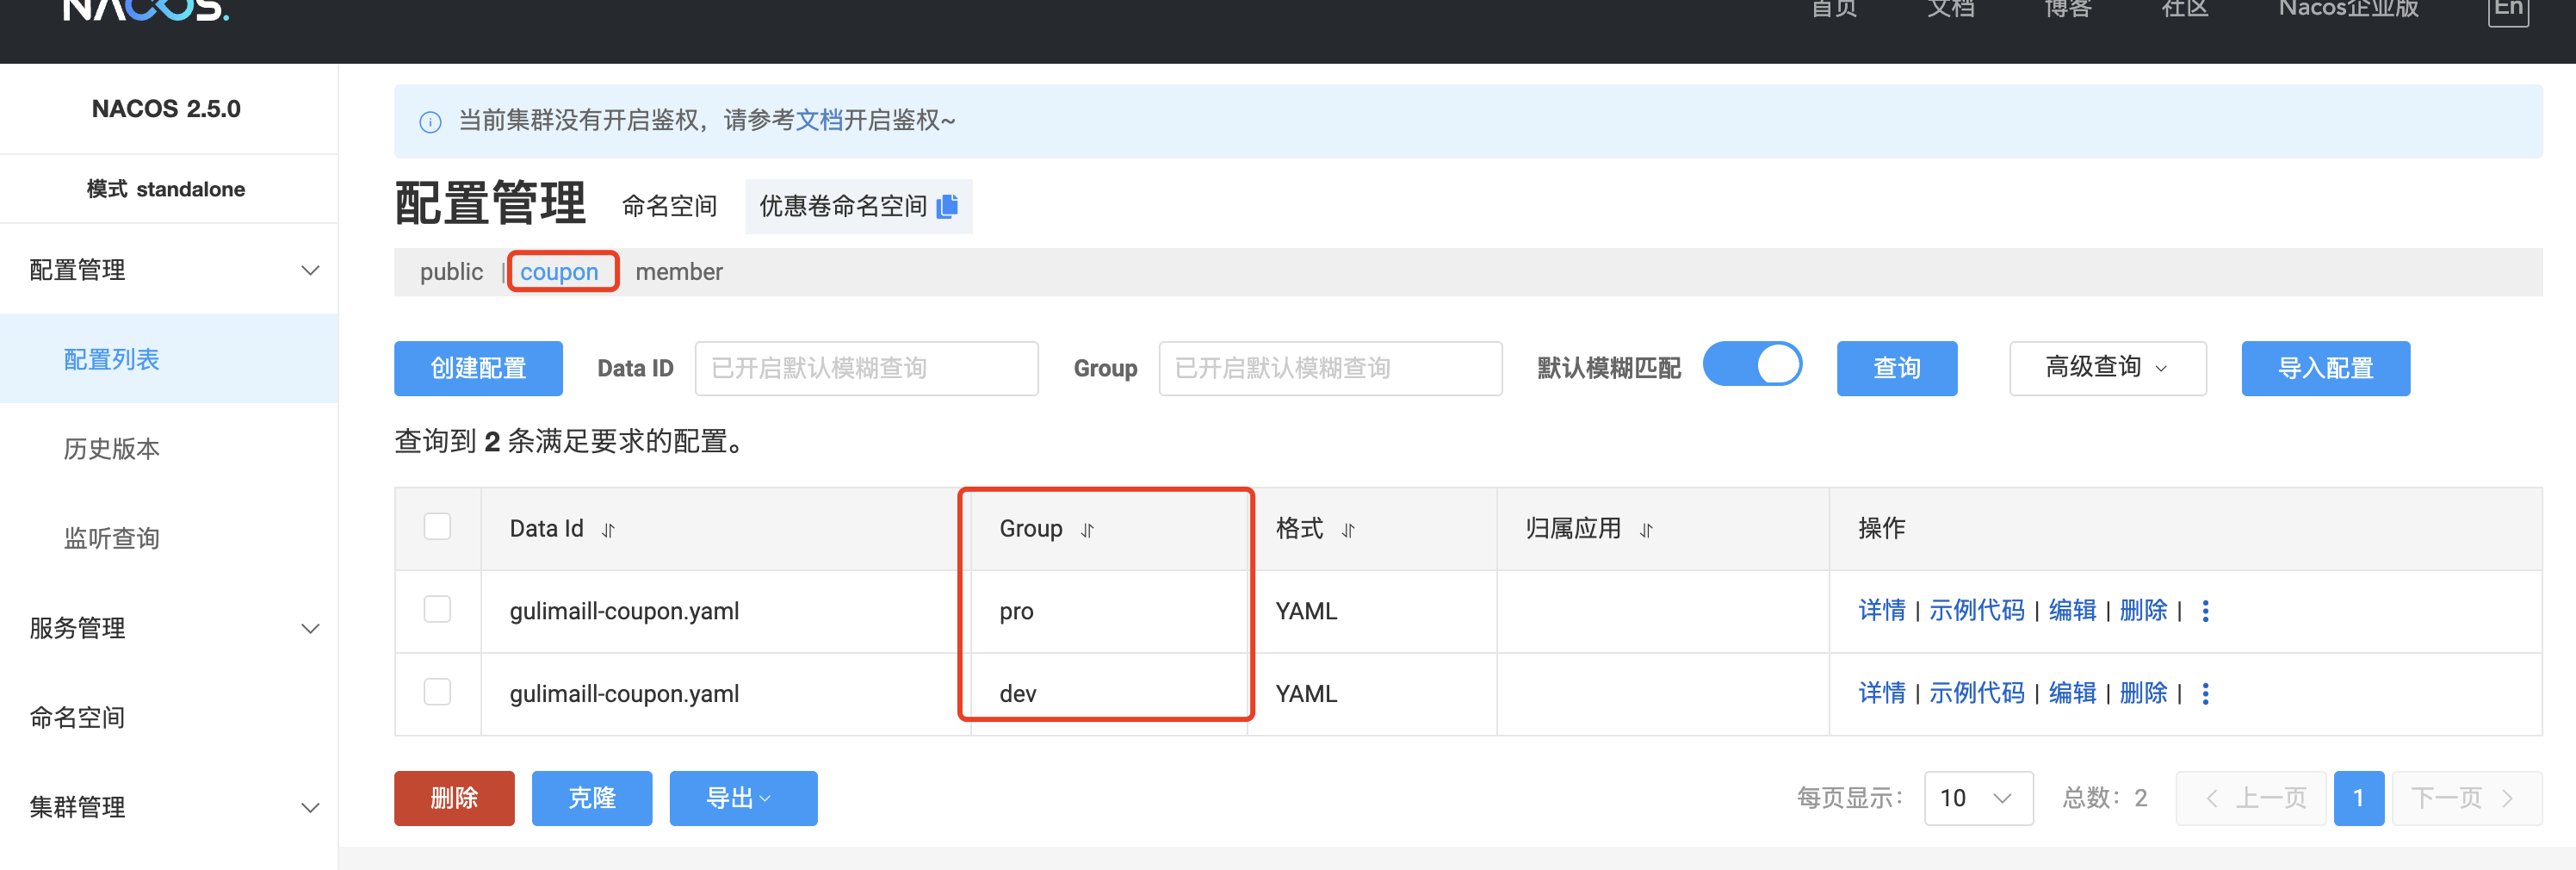 NACOS.
首页 文档 博客 社区 Nacos企业版 En
NACOS 2.5.0
模式 standalone
配置管理
配置列表
历史版本
监听查询
服务管理
命名空间
集群管理
当前集群没有开启鉴权，请参考文档开启鉴权~
配置管理 命名空间 优惠卷命名空间
public | coupon member
创建配置 Data ID 已开启默认模糊查询 Group 已开启默认模糊查询 默认模糊匹配 查询 高级查询 导入配置
查询到 2 条满足要求的配置。
Data Id Group 格式 归属应用 操作
gulimaill-coupon.yaml pro YAML 详情 | 示例代码 | 编辑 | 删除 |
gulimaill-coupon.yaml dev YAML 详情 | 示例代码 | 编辑 | 删除 |
删除 克隆 导出 每页显示： 10 总数：2 上一页 1 下一页